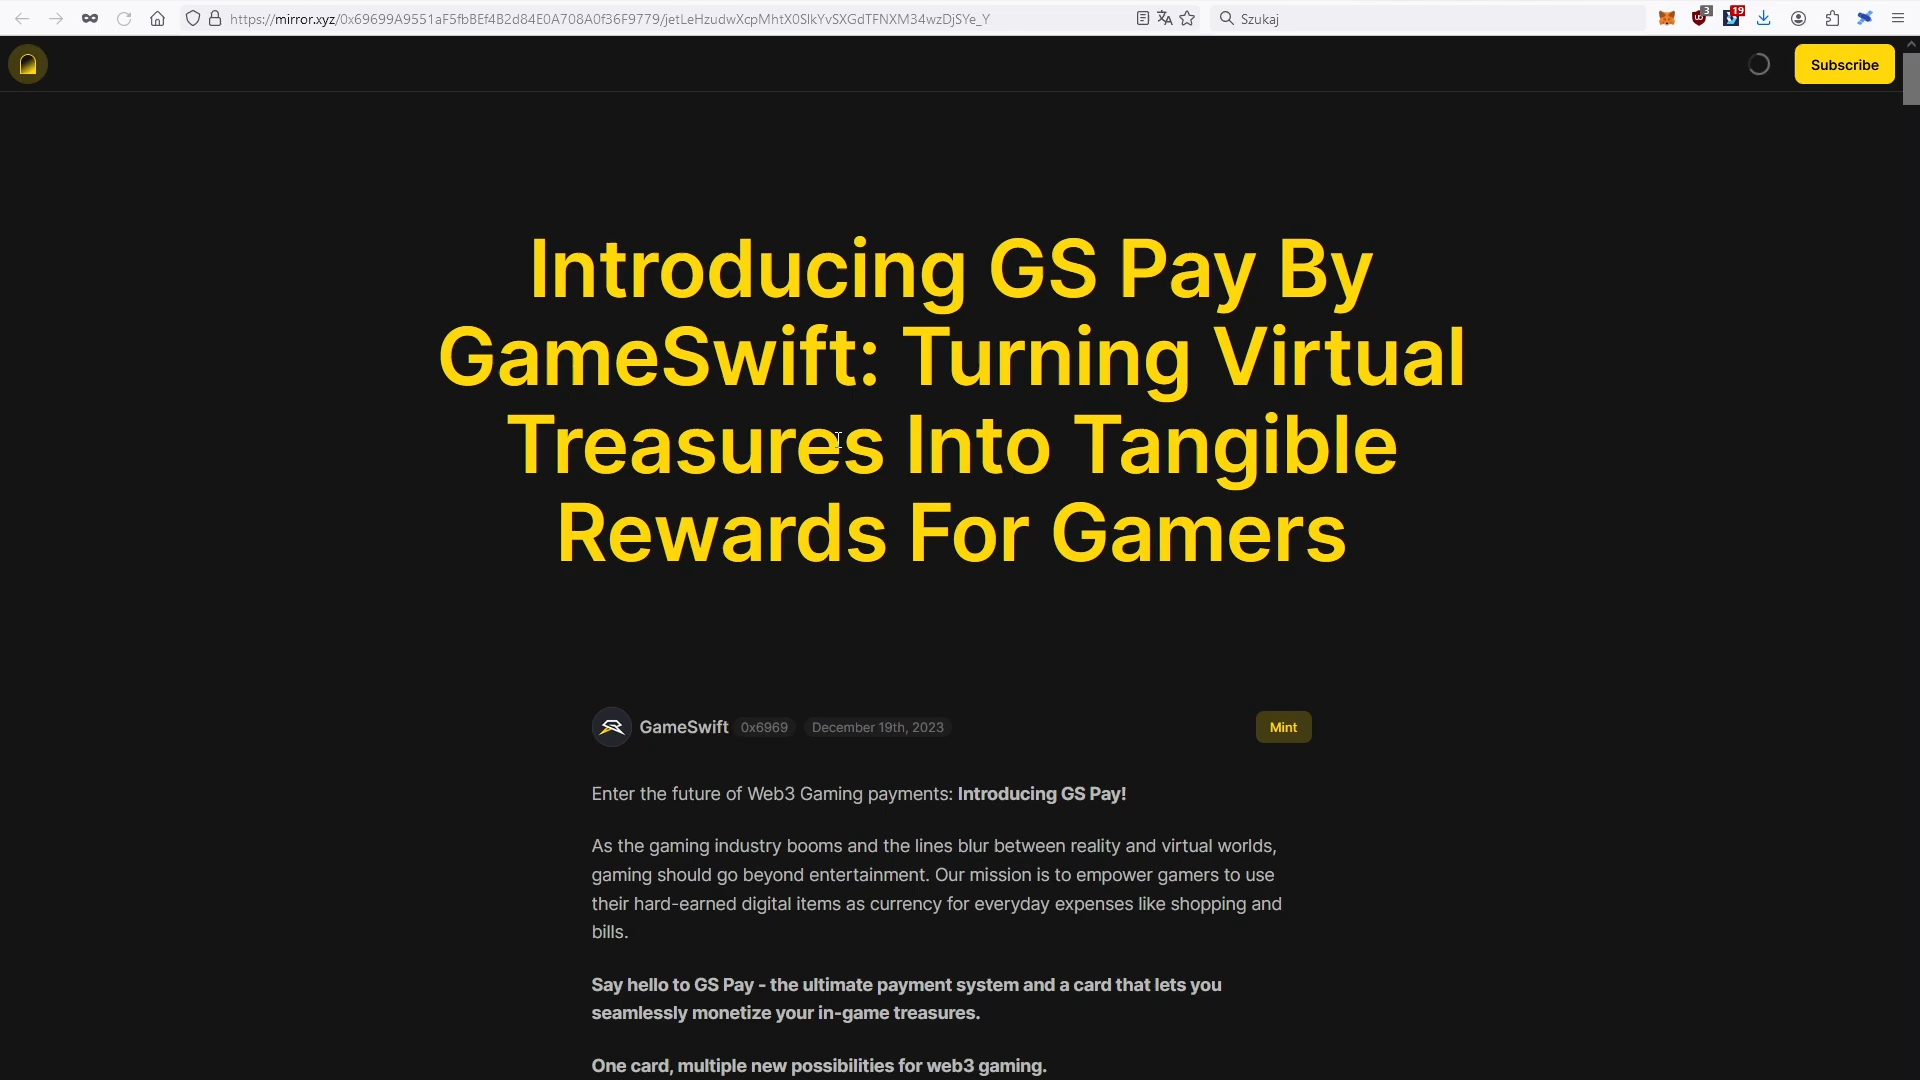 https://mirror.xyz/0x69699A9551aF5fbBEf4B2d84E0A708A0f36F9779/jetLeHzudwXcpMhtX0SlkYvSXGdTFNXM34wzDjSYe_Y
Szukaj
3
19
Subscribe
Introducing GS Pay By
GameSwift: Turning Virtual
Treasures Into Tangible
Rewards For Gamers
GameSwift 0x6969 December 19th, 2023
Mint
Enter the future of Web3 Gaming payments: Introducing GS Pay!
As the gaming industry booms and the lines blur between reality and virtual worlds,
gaming should go beyond entertainment. Our mission is to empower gamers to use
their hard-earned digital items as currency for everyday expenses like shopping and
bills.
Say hello to GS Pay - the ultimate payment system and a card that lets you
seamlessly monetize your in-game treasures.
One card, multiple new possibilities for web3 gaming.